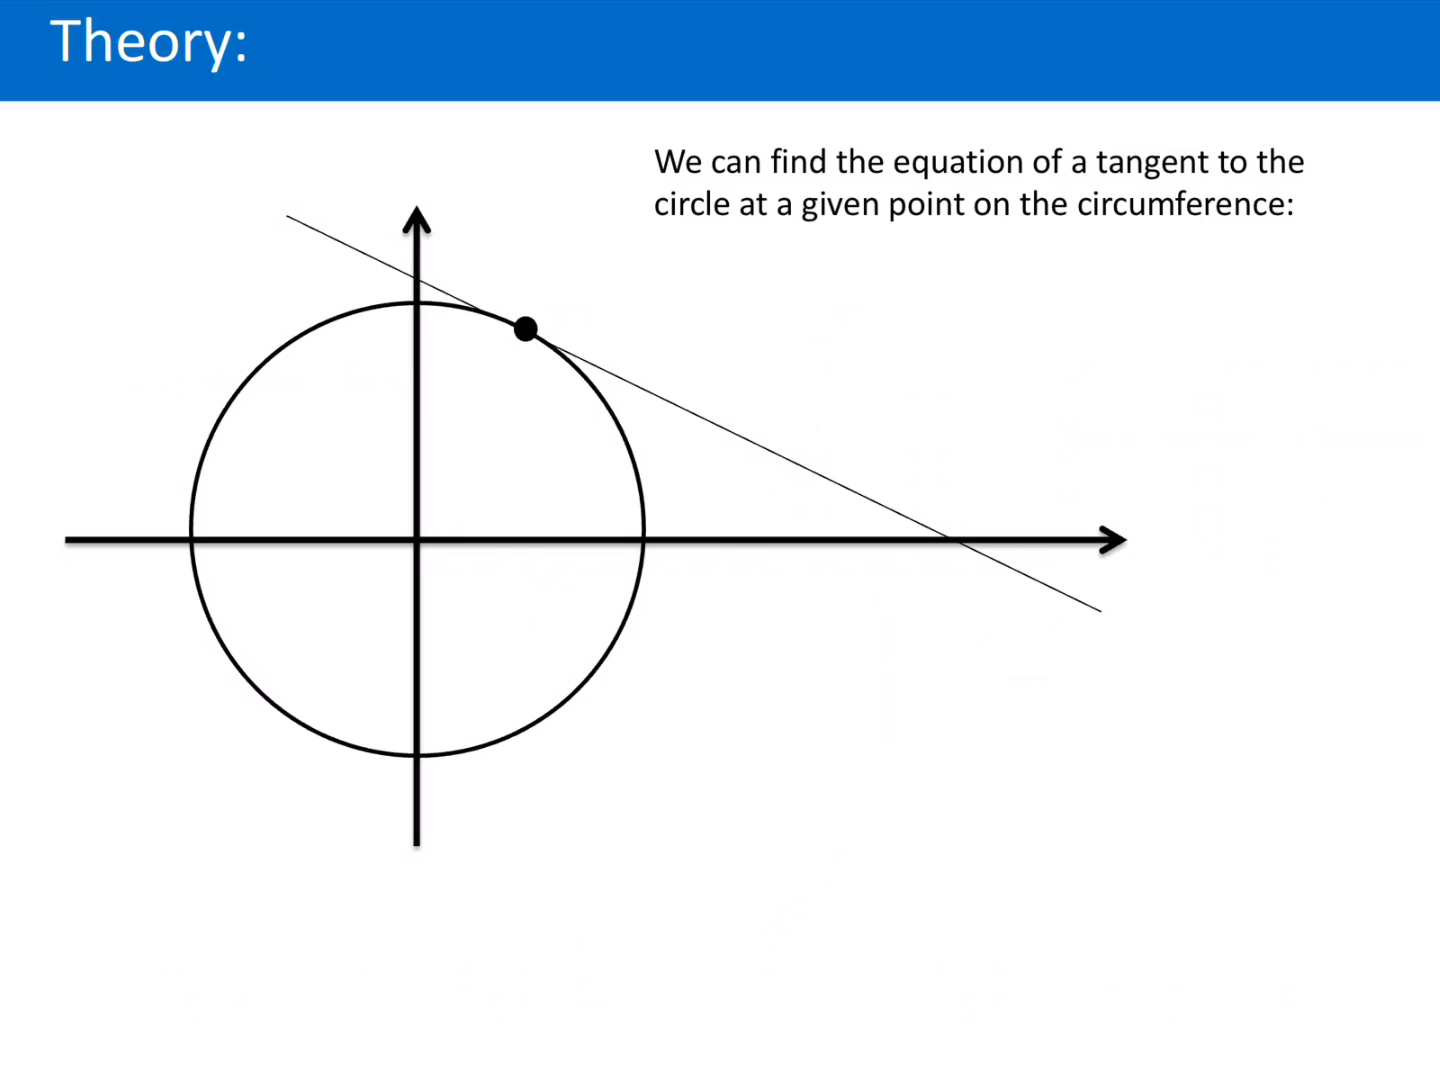 Theory:
We can find the equation of a tangent to the
circle at a given point on the circumference: